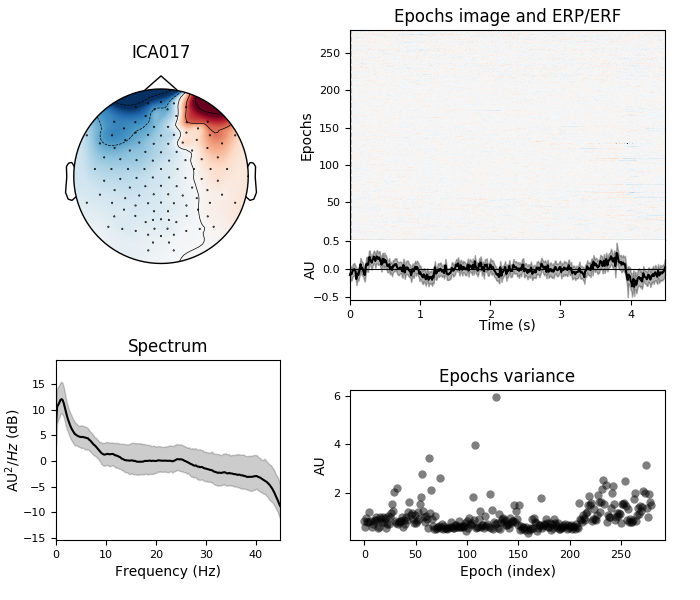 ICA017
Epochs image and ERP/ERF
Epochs
250
200
150
100
50
AU
0.5
0.0
−0.5
0 1 2 3 4
Time (s)
Spectrum
AU²/Hz (dB)
15
10
5
0
−5
−10
−15
0 10 20 30 40
Frequency (Hz)
Epochs variance
AU
6
4
2
0 50 100 150 200 250
Epoch (index)